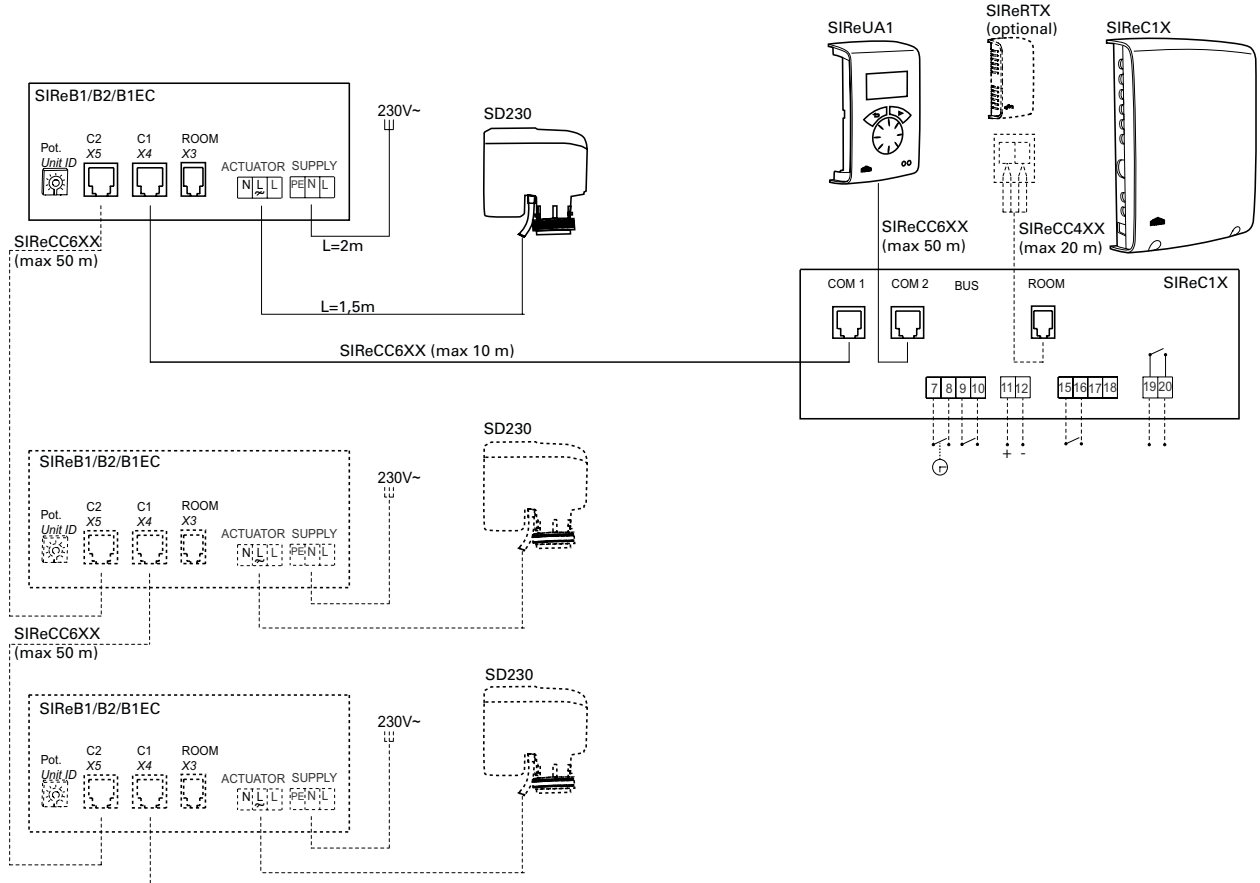 SIReB1/B2/B1EC
Pot.
Unit ID
C2
X5
C1
X4
ROOM
X3
ACTUATOR SUPPLY
N L L PE N L
~
230V~
SD230
SIReCC6XX
(max 50 m)
L=2m
L=1,5m
SIReCC6XX (max 10 m)
SIReUA1
SIReRTX
(optional)
SIReC1X
SIReCC6XX
(max 50 m)
SIReCC4XX
(max 20 m)
COM 1 COM 2 BUS ROOM SIReC1X
7 8 9 10 11 12 15 16 17 18 19 20
+ -
SIReB1/B2/B1EC
Pot.
Unit ID
C2
X5
C1
X4
ROOM
X3
ACTUATOR SUPPLY
N L L PE N L
~
230V~
SD230
SIReCC6XX
(max 50 m)
SIReB1/B2/B1EC
Pot.
Unit ID
C2
X5
C1
X4
ROOM
X3
ACTUATOR SUPPLY
N L L PE N L
~
230V~
SD230